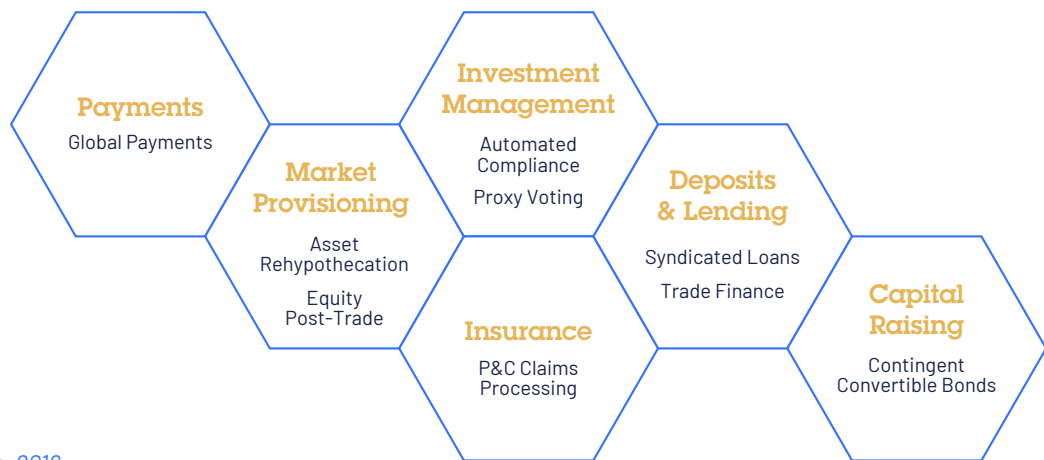 Payments
Global Payments
Market
Provisioning
Asset
Rehypothecation
Equity
Post-Trade
Investment
Management
Automated
Compliance
Proxy Voting
Insurance
P&C Claims
Processing
Deposits
& Lending
Syndicated Loans
Trade Finance
Capital
Raising
Contingent
Convertible Bonds